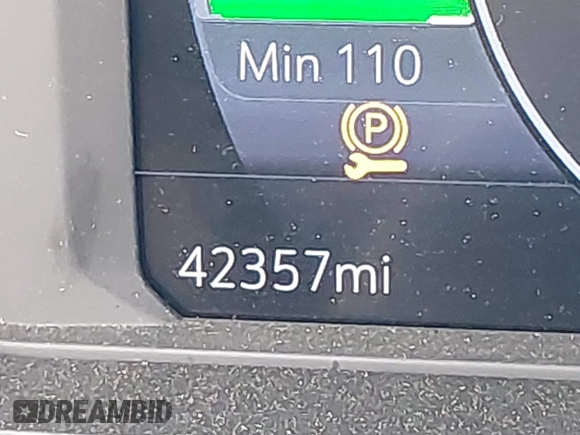 Min 110
P
42357mi
DREAMBID